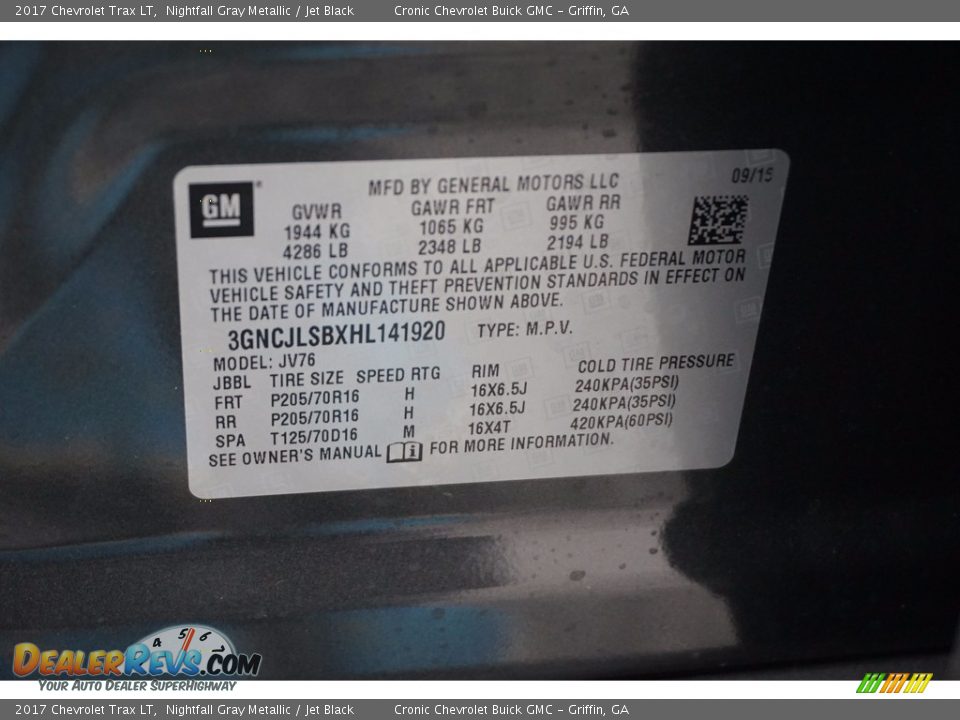 2017 Chevrolet Trax LT,  Nightfall Gray Metallic / Jet Black    Cronic Chevrolet Buick GMC - Griffin, GA
GM
MFD BY GENERAL MOTORS LLC 09/15
GVWR GAWR FRT GAWR RR
1944 KG 1065 KG 995 KG
4286 LB 2348 LB 2194 LB
THIS VEHICLE CONFORMS TO ALL APPLICABLE U.S. FEDERAL MOTOR
VEHICLE SAFETY AND THEFT PREVENTION STANDARDS IN EFFECT ON
THE DATE OF MANUFACTURE SHOWN ABOVE.
3GNCJLSBXHL141920 TYPE: M.P.V.
MODEL: JV76
JBBL TIRE SIZE SPEED RTG RIM COLD TIRE PRESSURE
FRT P205/70R16 H 16X6.5J 240KPA(35PSI)
RR P205/70R16 H 16X6.5J 240KPA(35PSI)
SPA T125/70D16 M 16X4T 420KPA(60PSI)
SEE OWNER'S MANUAL i FOR MORE INFORMATION.
4 5 6
DEALERREVS.COM
YOUR AUTO DEALER SUPERHIGHWAY
2017 Chevrolet Trax LT,  Nightfall Gray Metallic / Jet Black    Cronic Chevrolet Buick GMC - Griffin, GA